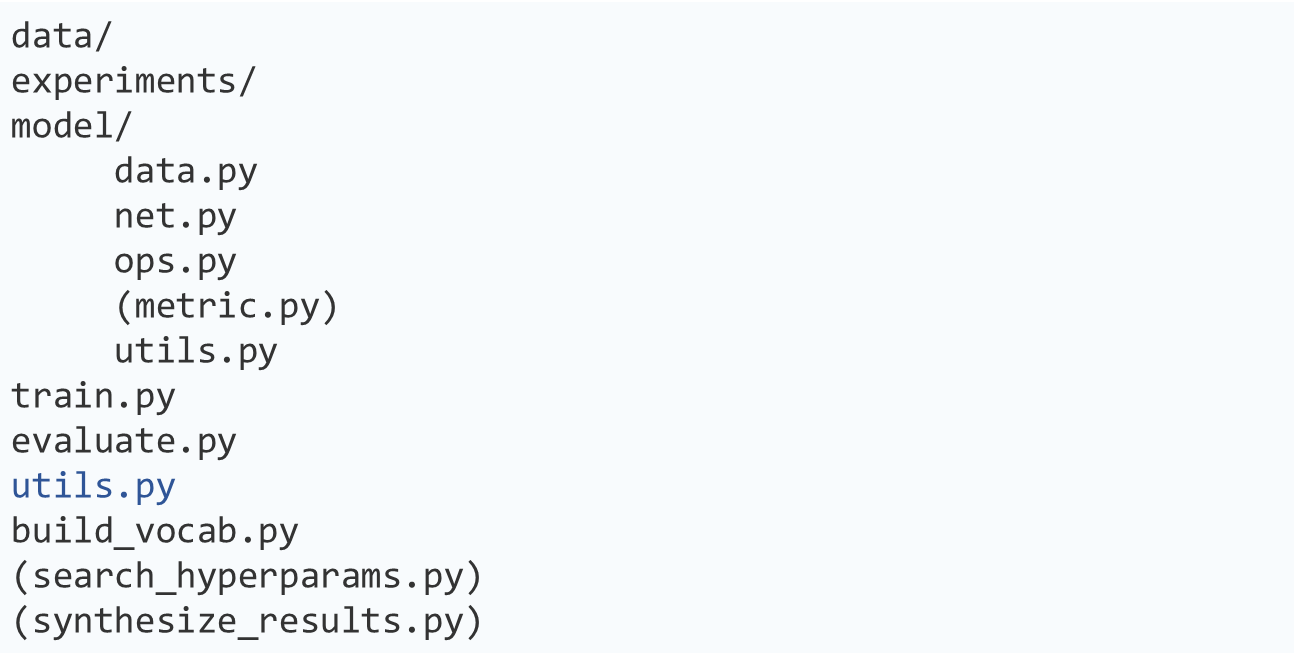 data/
experiments/
model/
data.py
net.py
ops.py
(metric.py)
utils.py
train.py
evaluate.py
utils.py
build_vocab.py
(search_hyperparams.py)
(synthesize_results.py)